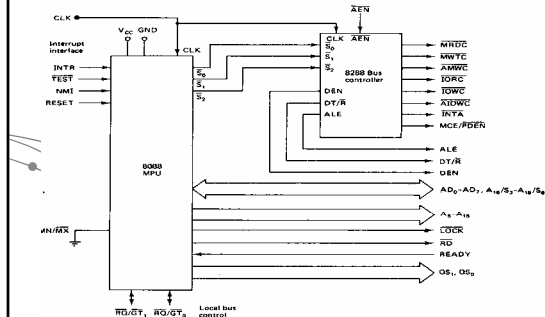 CLK
AEN
VCC GND
CLK
CLK AEN
Interrupt interface
INTR
TEST
NMI
RESET
S0
S1
S2
S0
S1
S2
8288 Bus controller
DEN
DT/R
ALE
MRDC
MWTC
AMWC
IORC
IOWC
AIOWC
INTA
MCE/PDEN
ALE
DT/R
DEN
8088 MPU
AD0-AD7, A16/S3-A19/S6
A8-A15
MN/MX
LOCK
RD
READY
QS1, QS0
RQ/GT1
RQ/GT0
Local bus control